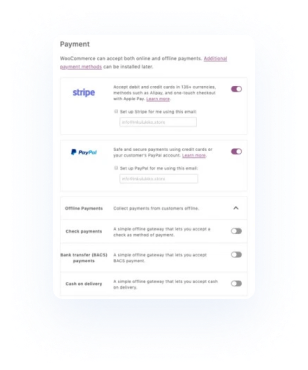 Payment
WooCommerce can accept both online and offline payments. Additional
payment methods can be installed later.
stripe
Accept debit and credit cards in 135+ currencies,
methods such as Alipay, and one-touch checkout
with Apple Pay. Learn more.
Set up Stripe for me using this email:
PayPal
Safe and secure payments using credit cards or
your customer's PayPal account. Learn more.
Set up PayPal for me using this email:
Offline Payments
Collect payments from customers offline.
Check payments
A simple offline gateway that lets you accept a
check as method of payment.
Bank transfer (BACS)
payments
A simple offline gateway that lets you accept
BACS payment.
Cash on delivery
A simple offline gateway that lets you accept cash
on delivery.